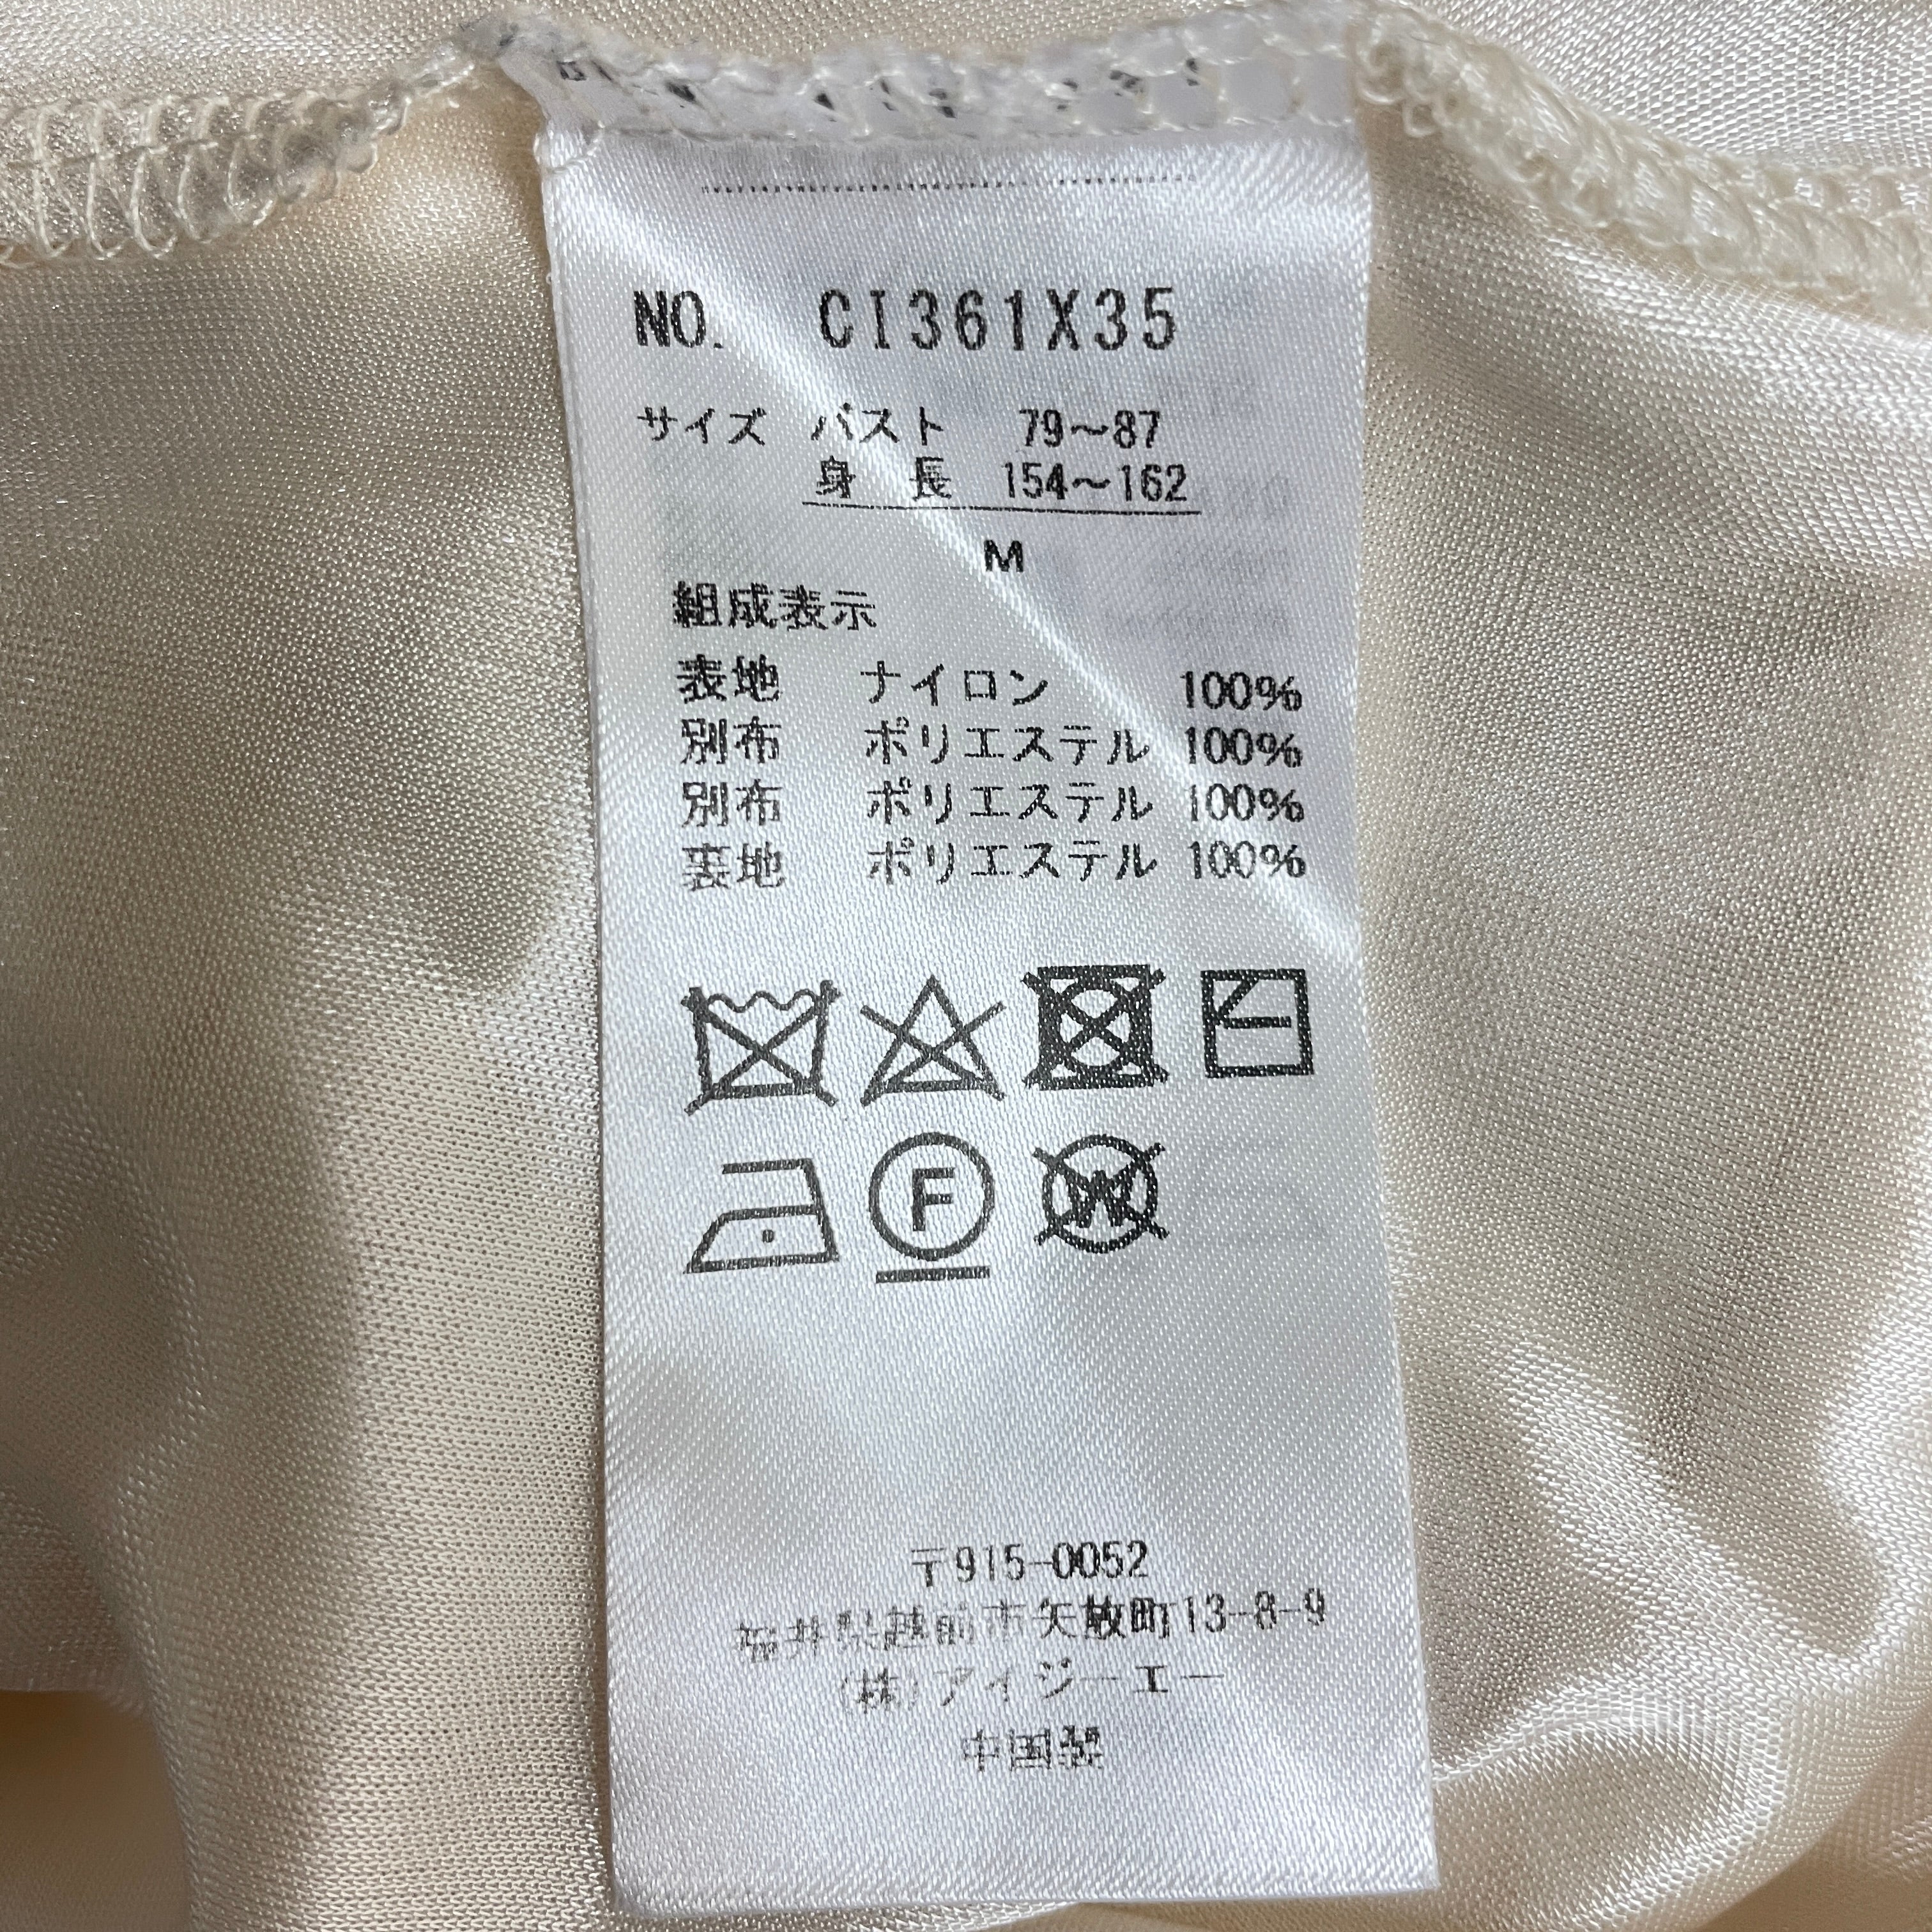 NO. CI361X35
サイズ バスト 79～87
身長 154～162
M
組成表示
表地 ナイロン 100%
別布 ポリエステル 100%
別布 ポリエステル 100%
裏地 ポリエステル 100%
F
W
〒915-0052
福井県越前市矢放町13-8-9
(株)アイジーエー
中国製